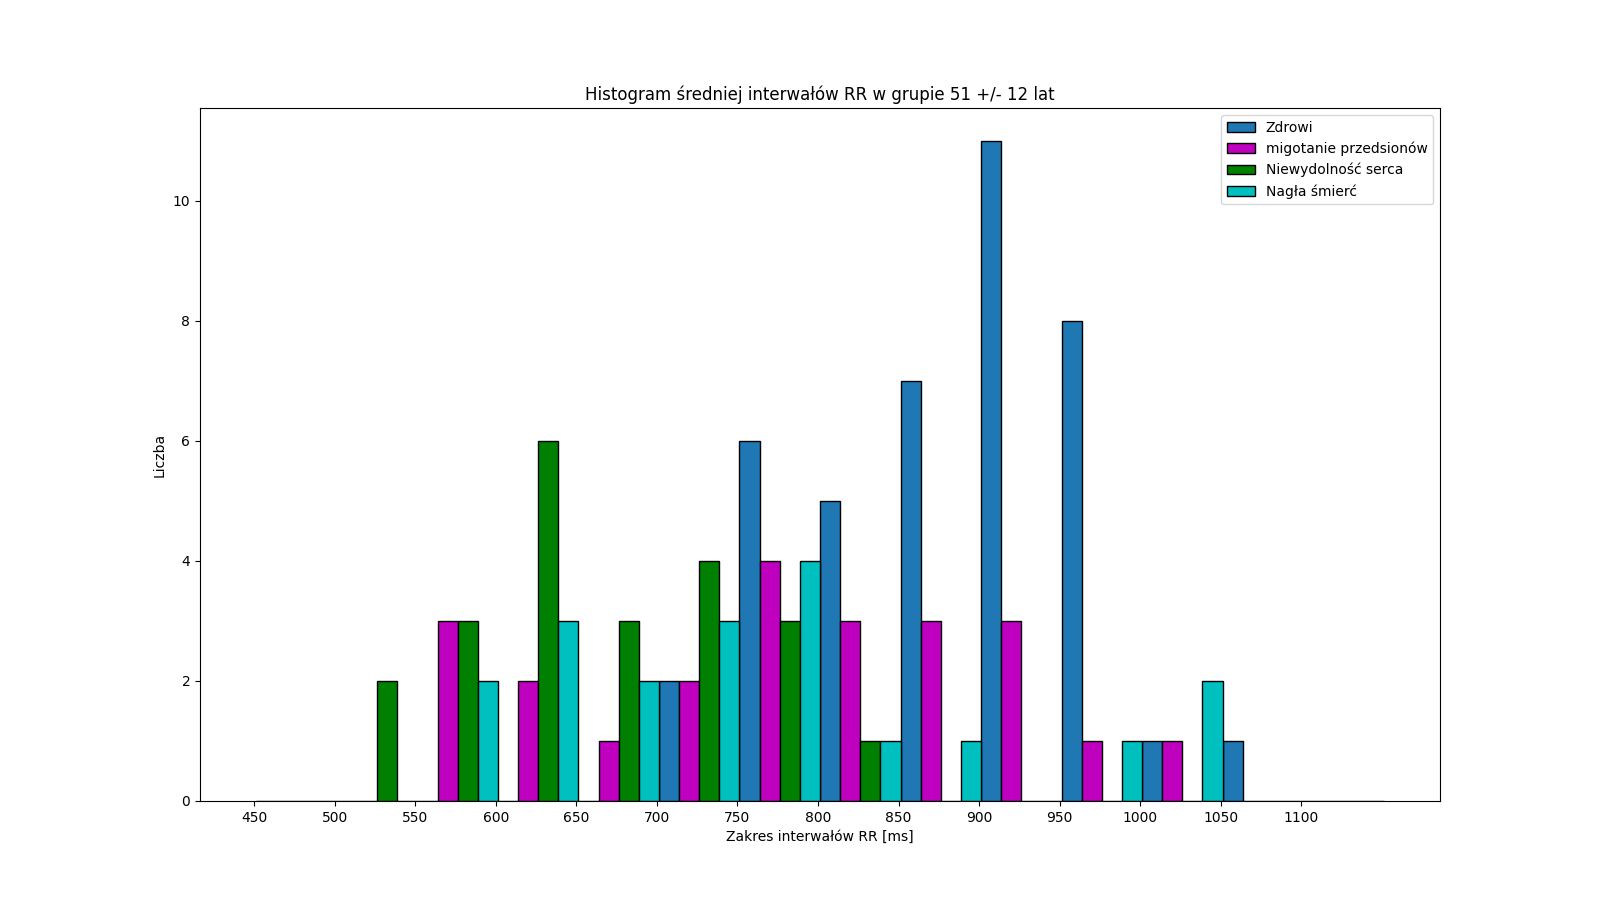 Histogram średniej interwałów RR w grupie 51 +/- 12 lat
Zdrowi
migotanie przedsionów
Niewydolność serca
Nagła śmierć
10
8
6
4
2
0
Liczba
450 500 550 600 650 700 750 800 850 900 950 1000 1050 1100
Zakres interwałów RR [ms]